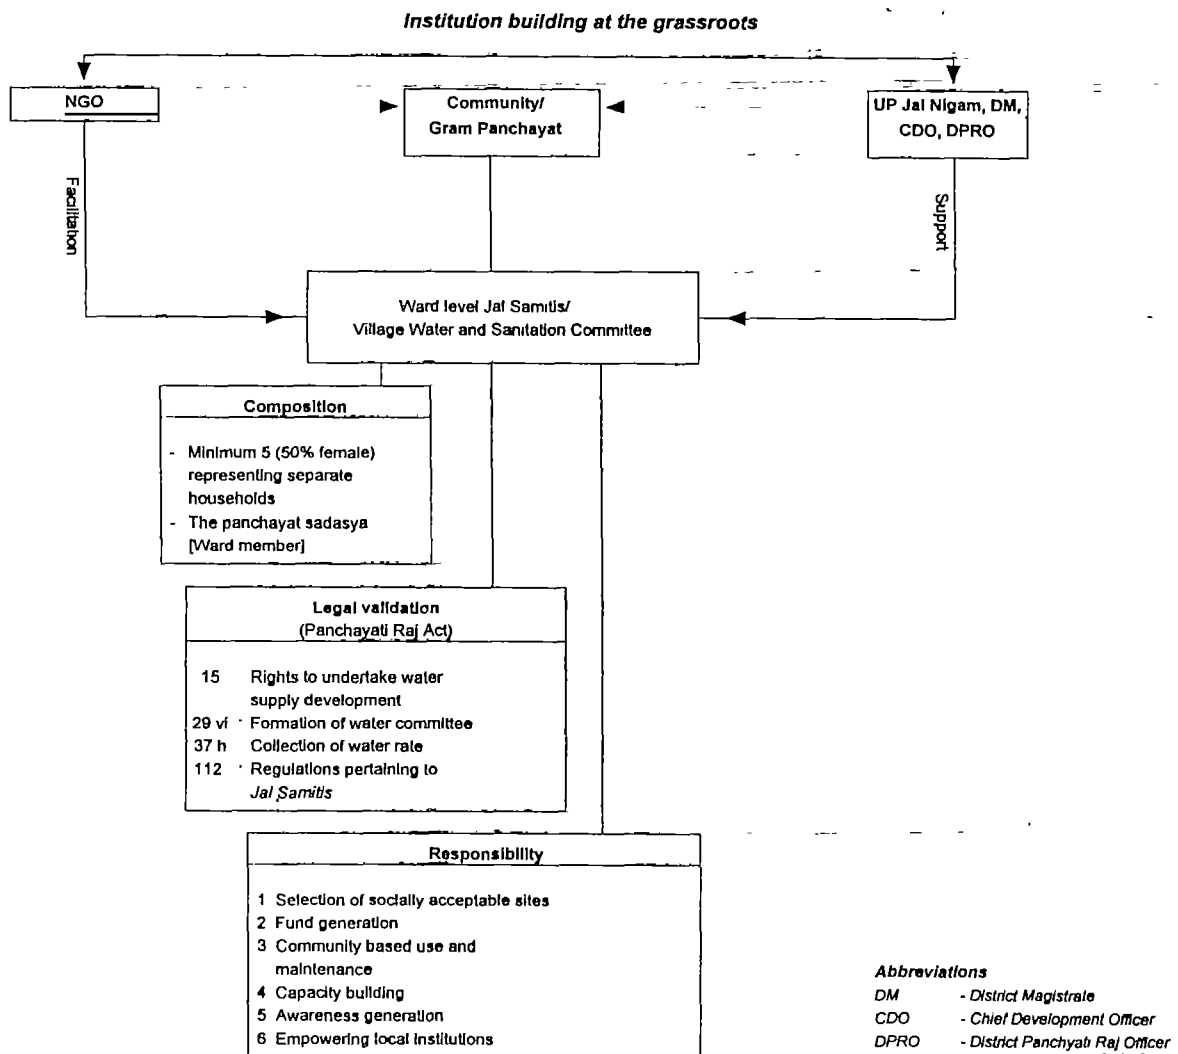 Institution building at the grassroots
NGO
Community/
Gram Panchayat
UP Jal Nigam, DM,
CDO, DPRO
Facilitation
Support
Ward level Jal Samitis/
Village Water and Sanitation Committee
Composition
- Minimum 5 (50% female)
representing separate
households
- The panchayat sadasya
[Ward member]
Legal validation
(Panchayati Raj Act)
15 Rights to undertake water
supply development
29 vf Formation of water committee
37 h Collection of water rate
112 Regulations pertaining to
Jal Samitis
Responsibility
1 Selection of socially acceptable sites
2 Fund generation
3 Community based use and
maintenance
4 Capacity building
5 Awareness generation
6 Empowering local institutions
Abbreviations
DM - District Magistrate
CDO - Chief Development Officer
DPRO - District Panchyati Raj Officer